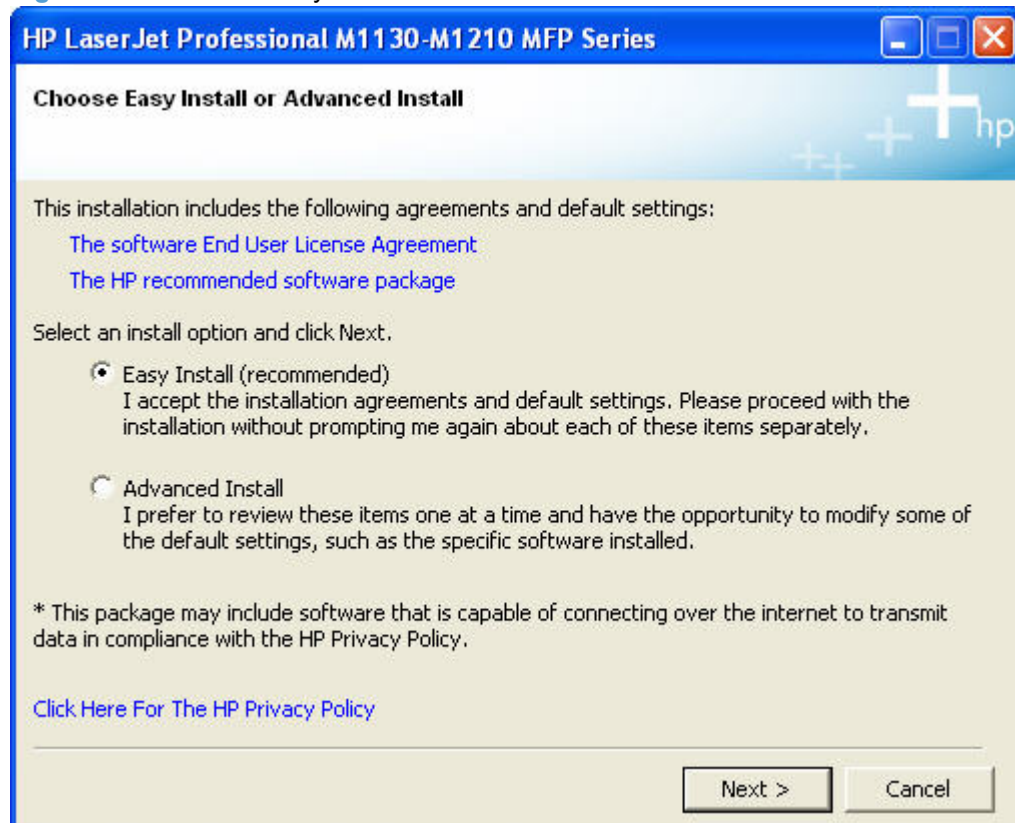 HP LaserJet Professional M1130-M1210 MFP Series
Choose Easy Install or Advanced Install
hp
This installation includes the following agreements and default settings:
The software End User License Agreement
The HP recommended software package
Select an install option and click Next.
Easy Install (recommended)
I accept the installation agreements and default settings. Please proceed with the
installation without prompting me again about each of these items separately.
Advanced Install
I prefer to review these items one at a time and have the opportunity to modify some of
the default settings, such as the specific software installed.
* This package may include software that is capable of connecting over the internet to transmit
data in compliance with the HP Privacy Policy.
Click Here For The HP Privacy Policy
Next >
Cancel